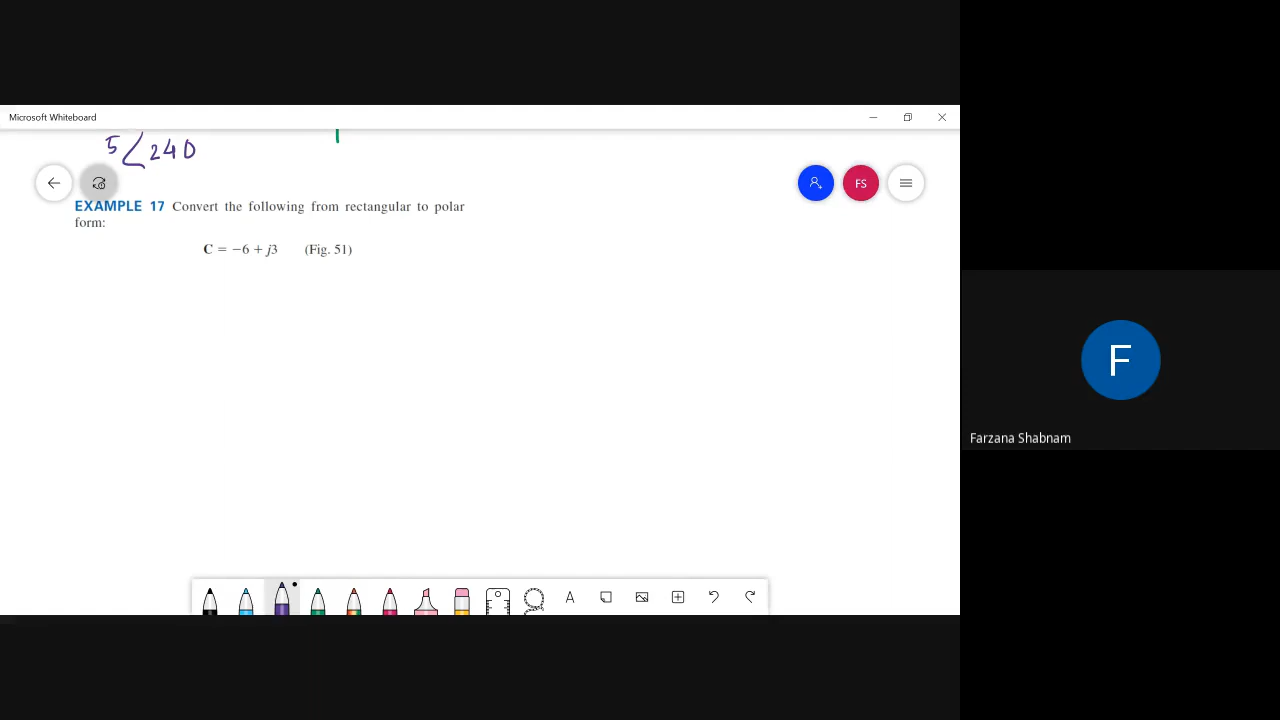 Microsoft Whiteboard
5∠240
FS
EXAMPLE 17 Convert the following from rectangular to polar
form:
C = −6 + j3 (Fig. 51)
F
Farzana Shabnam
A